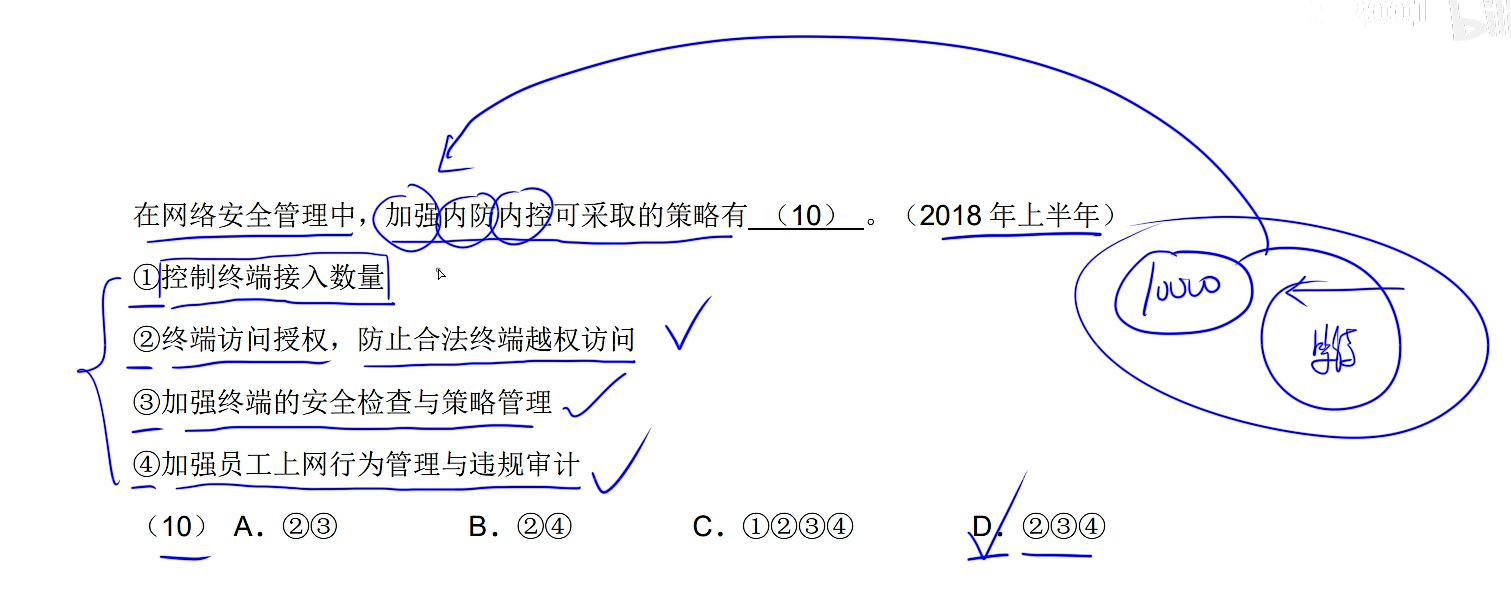 在网络安全管理中，加强内防内控可采取的策略有 （10） 。（2018 年上半年）
①控制终端接入数量
10000
②终端访问授权，防止合法终端越权访问
③加强终端的安全检查与策略管理
④加强员工上网行为管理与违规审计
（10） A．②③ B．②④ C．①②③④ D．②③④